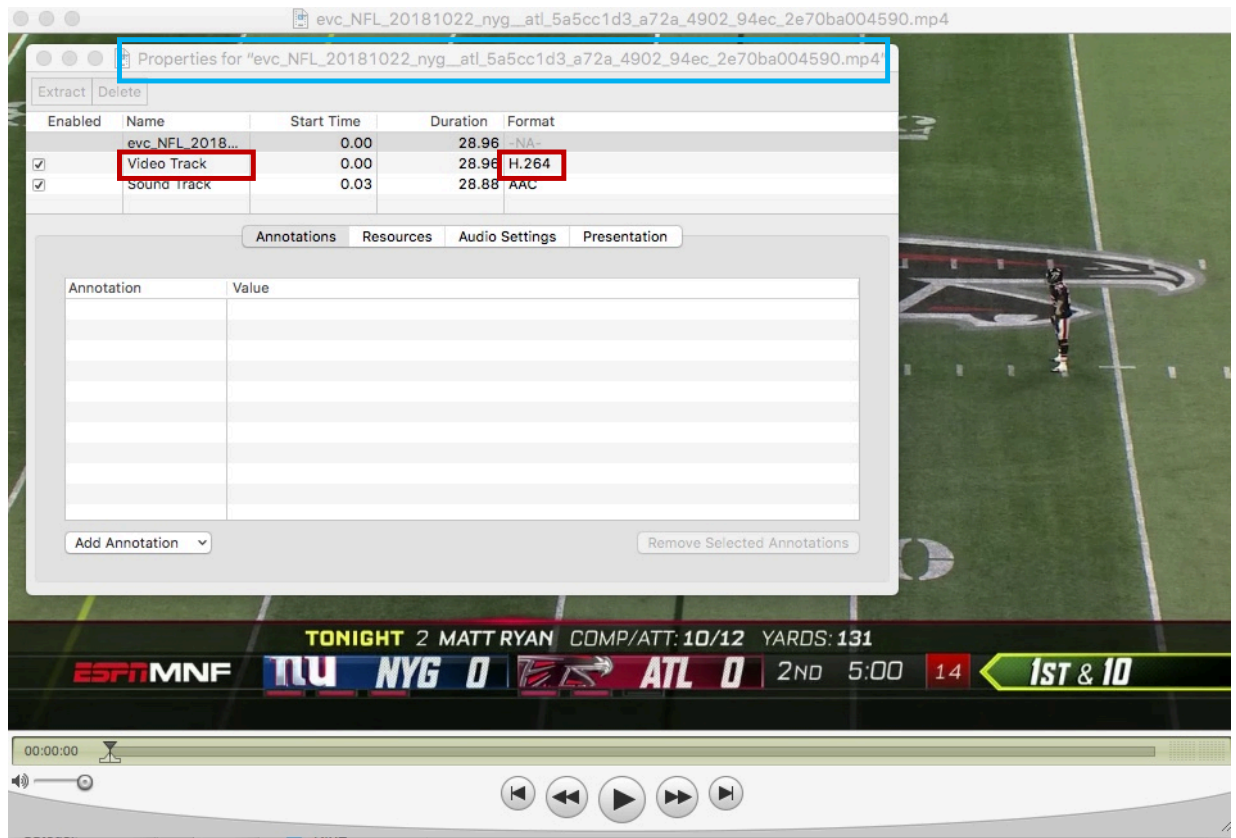 evc_NFL_20181022_nyg__atl_5a5cc1d3_a72a_4902_94ec_2e70ba004590.mp4
Properties for "evc_NFL_20181022_nyg__atl_5a5cc1d3_a72a_4902_94ec_2e70ba004590.mp4"
Extract Delete
Enabled Name Start Time Duration Format
evc_NFL_2018... 0.00 28.96 -NA-
Video Track 0.00 28.96 H.264
Sound Track 0.03 28.88 AAC
Annotations Resources Audio Settings Presentation
Annotation Value
Add Annotation Remove Selected Annotations
TONIGHT 2 MATT RYAN COMP/ATT: 10/12 YARDS: 131
ESPN MNF NYG 0 ATL 0 2ND 5:00 14 1ST & 10
00:00:00